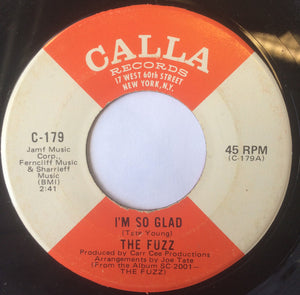 CALLA
RECORDS
17 WEST 60th STREET
NEW YORK, N.Y.
C-179
45 RPM
(C-179A)
Jamf Music
Corp.,
Ferncliff Music
& Sharrieff
Music
(BMI)
2:41
I'M SO GLAD
(Tzip Young)
THE FUZZ
Produced by Carr Cee Productions
Arrangements by Joe Tate
(From the Album SC-2001-
THE FUZZ)